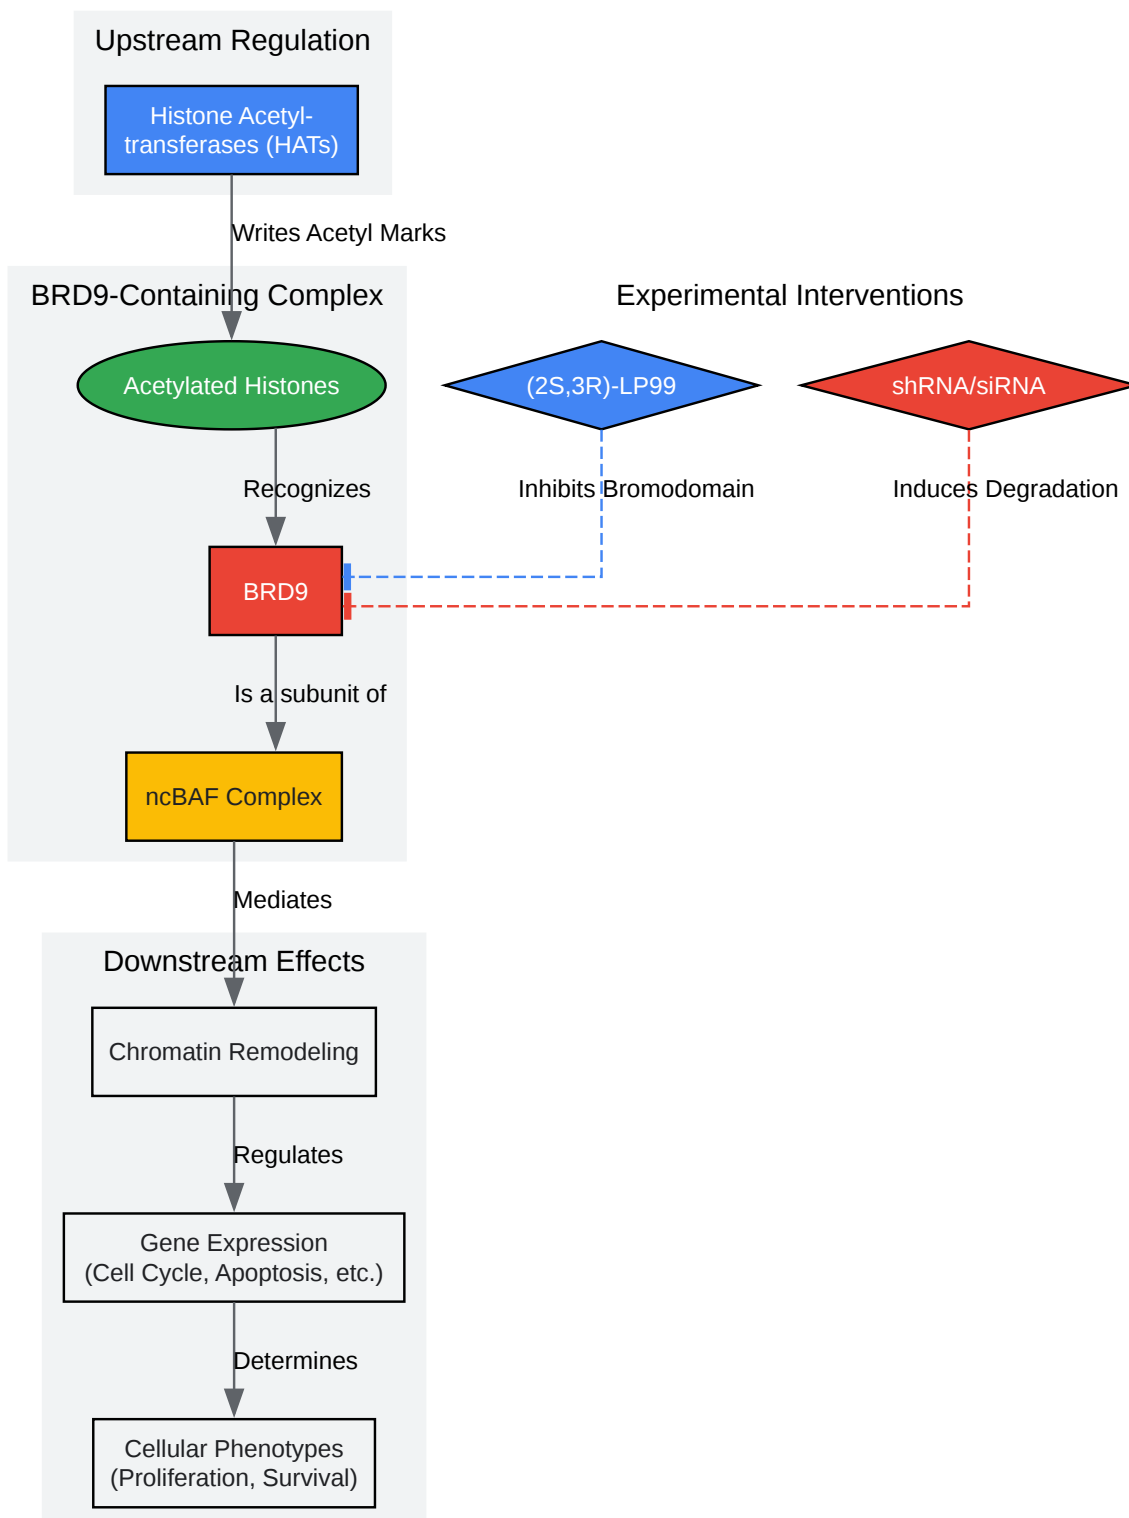 Upstream Regulation
Histone Acetyl-
transferases (HATs)
Writes Acetyl Marks
BRD9-Containing Complex
Experimental Interventions
Acetylated Histones
(2S,3R)-LP99
shRNA/siRNA
Recognizes
Inhibits Bromodomain
Induces Degradation
BRD9
Is a subunit of
ncBAF Complex
Mediates
Downstream Effects
Chromatin Remodeling
Regulates
Gene Expression
(Cell Cycle, Apoptosis, etc.)
Determines
Cellular Phenotypes
(Proliferation, Survival)